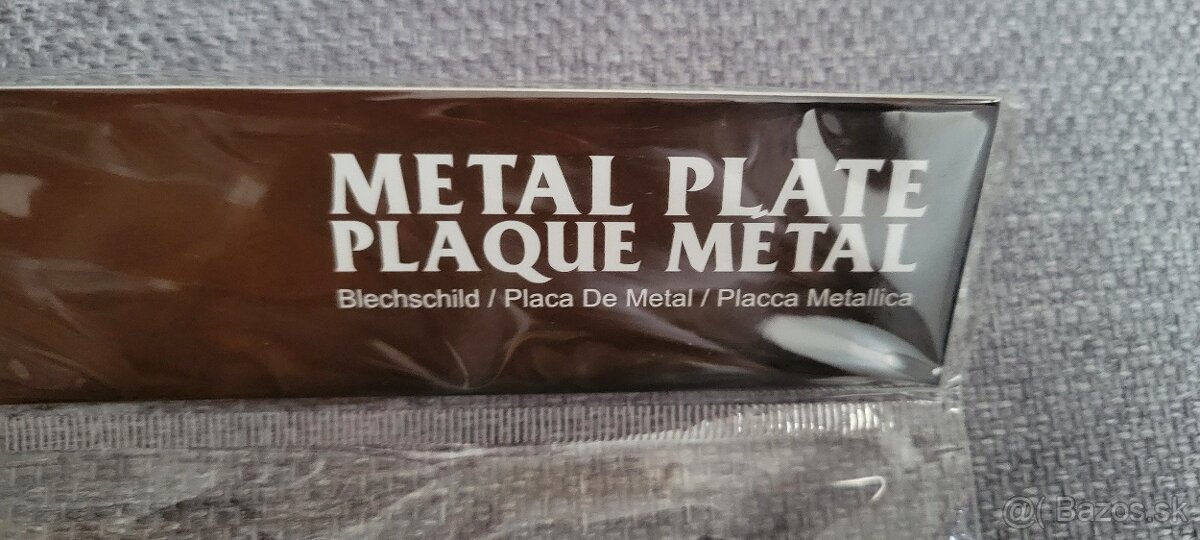 METAL PLATE
PLAQUE MÉTAL
Blechschild / Placa De Metal / Placca Metallica
@( Bazos.sk